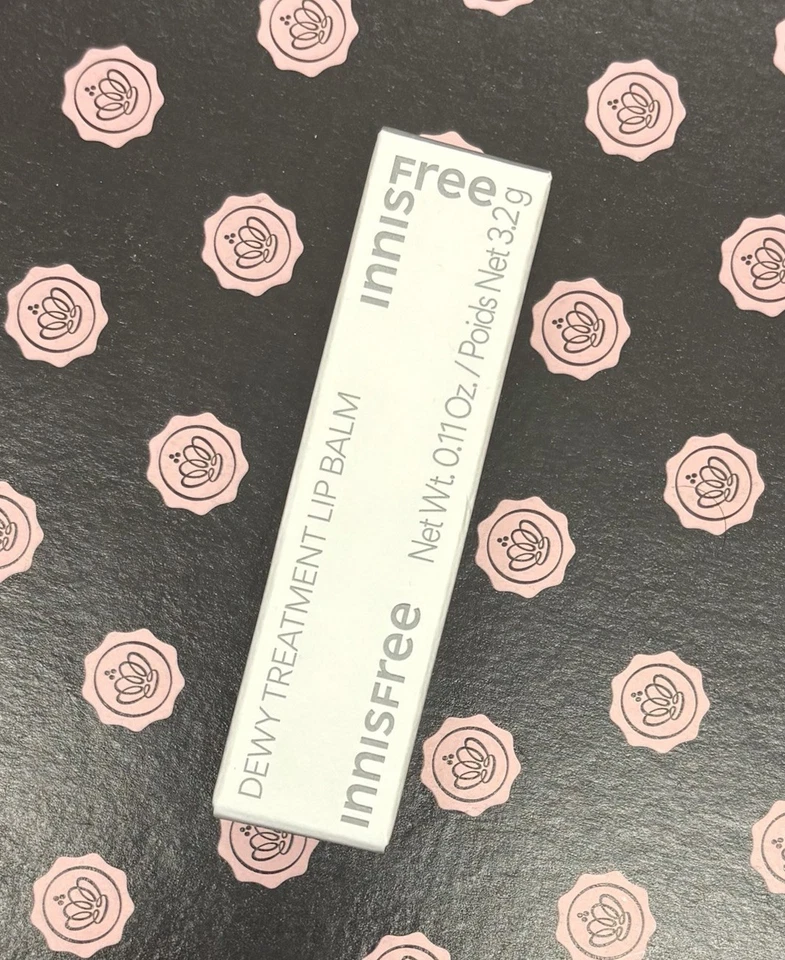 InnisFree
DEWY TREATMENT LIP BALM
InnisFree
Net Wt. 0.11 Oz. / Poids Net 3.2 g